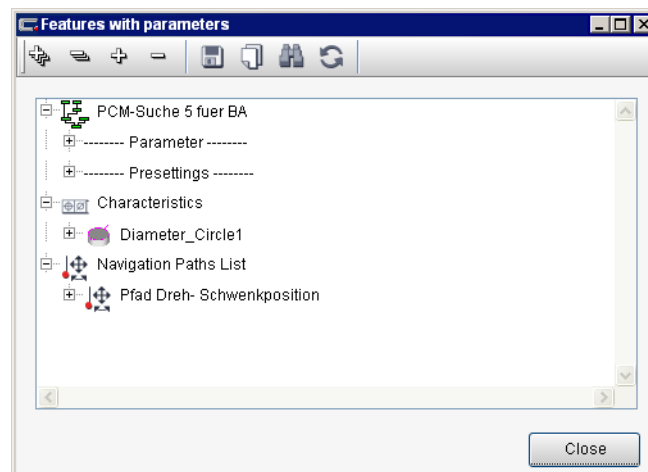 Features with parameters
PCM-Suche 5 fuer BA
-------- Parameter --------
-------- Presettings --------
Characteristics
Diameter_Circle1
Navigation Paths List
Pfad Dreh- Schwenkposition
Close